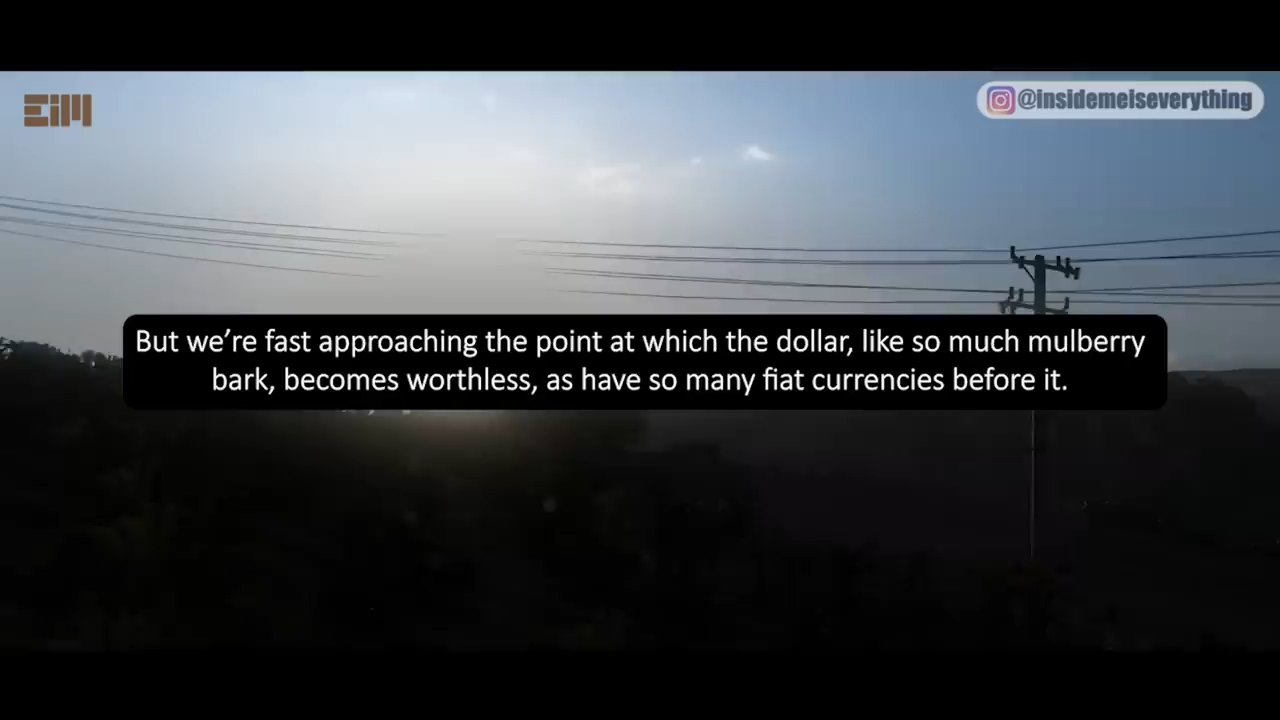 EiM
@insidemeiseverything
But we’re fast approaching the point at which the dollar, like so much mulberry
bark, becomes worthless, as have so many fiat currencies before it.